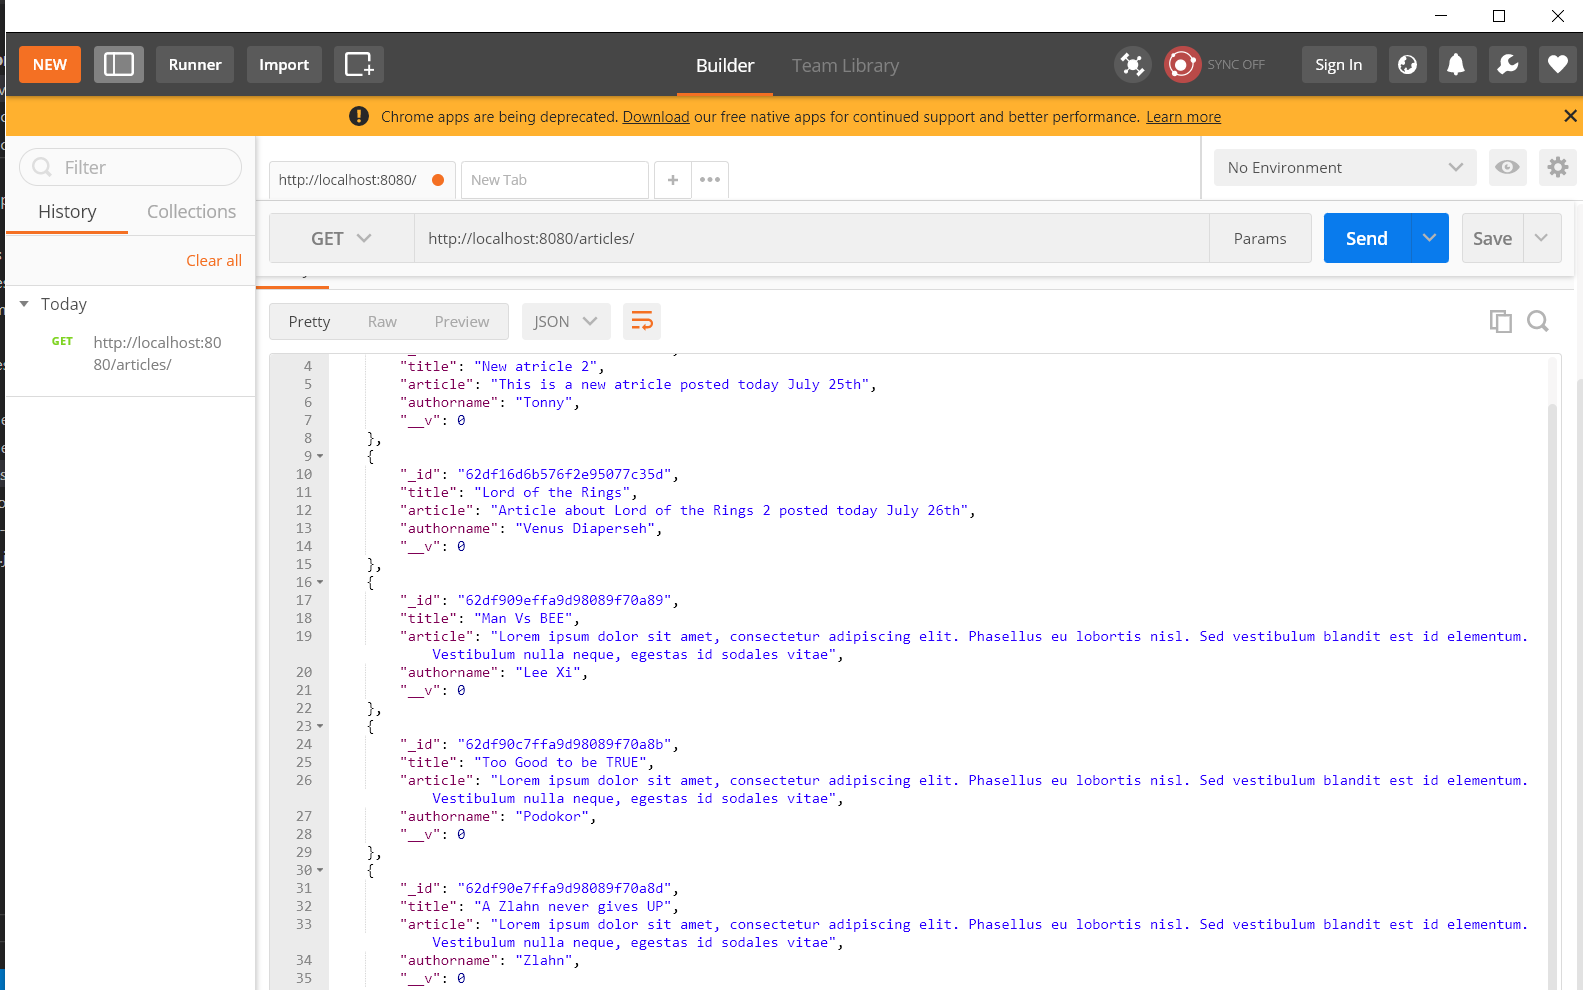 NEW
Runner
Import
Builder
Team Library
SYNC OFF
Sign In
Chrome apps are being deprecated. Download our free native apps for continued support and better performance. Learn more
Filter
History
Collections
Clear all
Today
GET
http://localhost:80
80/articles/
http://localhost:8080/
New Tab
No Environment
GET
http://localhost:8080/articles/
Params
Send
Save
Pretty
Raw
Preview
JSON
4 "title": "New atricle 2",
5 "article": "This is a new atricle posted today July 25th",
6 "authorname": "Tonny",
7 "__v": 0
8 },
9 {
10 "_id": "62df16d6b576f2e95077c35d",
11 "title": "Lord of the Rings",
12 "article": "Article about Lord of the Rings 2 posted today July 26th",
13 "authorname": "Venus Diaperseh",
14 "__v": 0
15 },
16 {
17 "_id": "62df909effa9d98089f70a89",
18 "title": "Man Vs BEE",
19 "article": "Lorem ipsum dolor sit amet, consectetur adipiscing elit. Phasellus eu lobortis nisl. Sed vestibulum blandit est id elementum.
Vestibulum nulla neque, egestas id sodales vitae",
20 "authorname": "Lee Xi",
21 "__v": 0
22 },
23 {
24 "_id": "62df90c7ffa9d98089f70a8b",
25 "title": "Too Good to be TRUE",
26 "article": "Lorem ipsum dolor sit amet, consectetur adipiscing elit. Phasellus eu lobortis nisl. Sed vestibulum blandit est id elementum.
Vestibulum nulla neque, egestas id sodales vitae",
27 "authorname": "Podokor",
28 "__v": 0
29 },
30 {
31 "_id": "62df90e7ffa9d98089f70a8d",
32 "title": "A Zlahn never gives UP",
33 "article": "Lorem ipsum dolor sit amet, consectetur adipiscing elit. Phasellus eu lobortis nisl. Sed vestibulum blandit est id elementum.
Vestibulum nulla neque, egestas id sodales vitae",
34 "authorname": "Zlahn",
35 "__v": 0